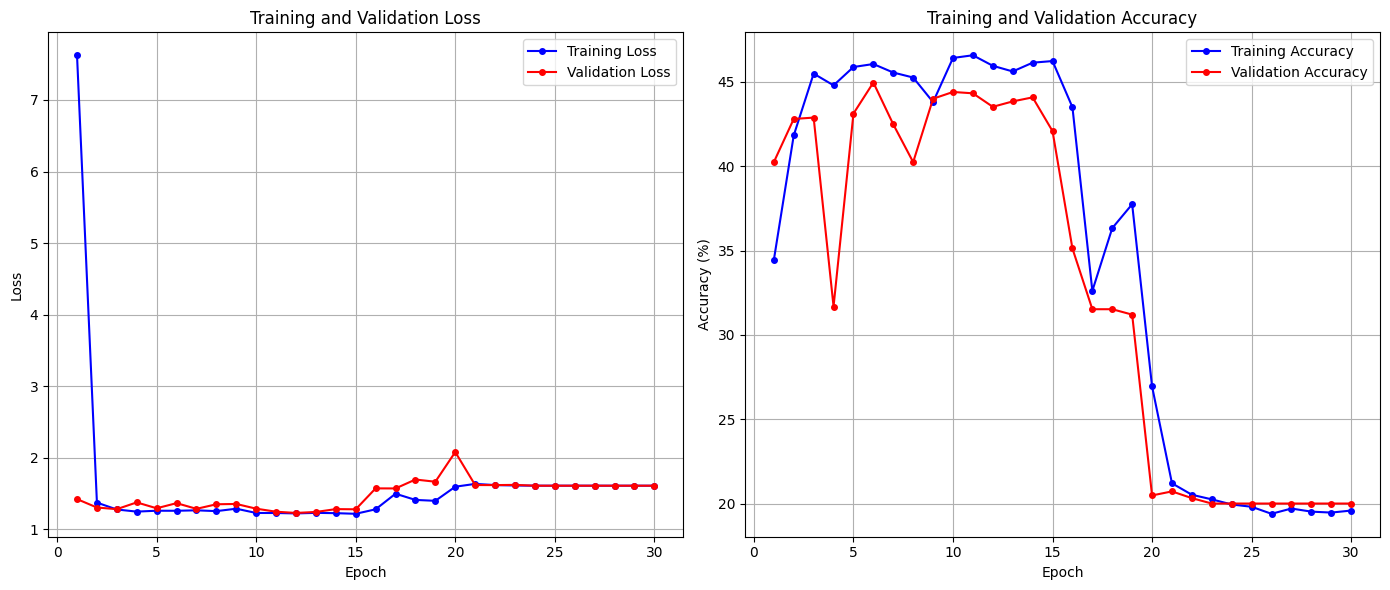 Training and Validation Loss
Training Loss
Validation Loss
Loss
7
6
5
4
3
2
1
0 5 10 15 20 25 30
Epoch
Training and Validation Accuracy
Training Accuracy
Validation Accuracy
Accuracy (%)
45
40
35
30
25
20
0 5 10 15 20 25 30
Epoch